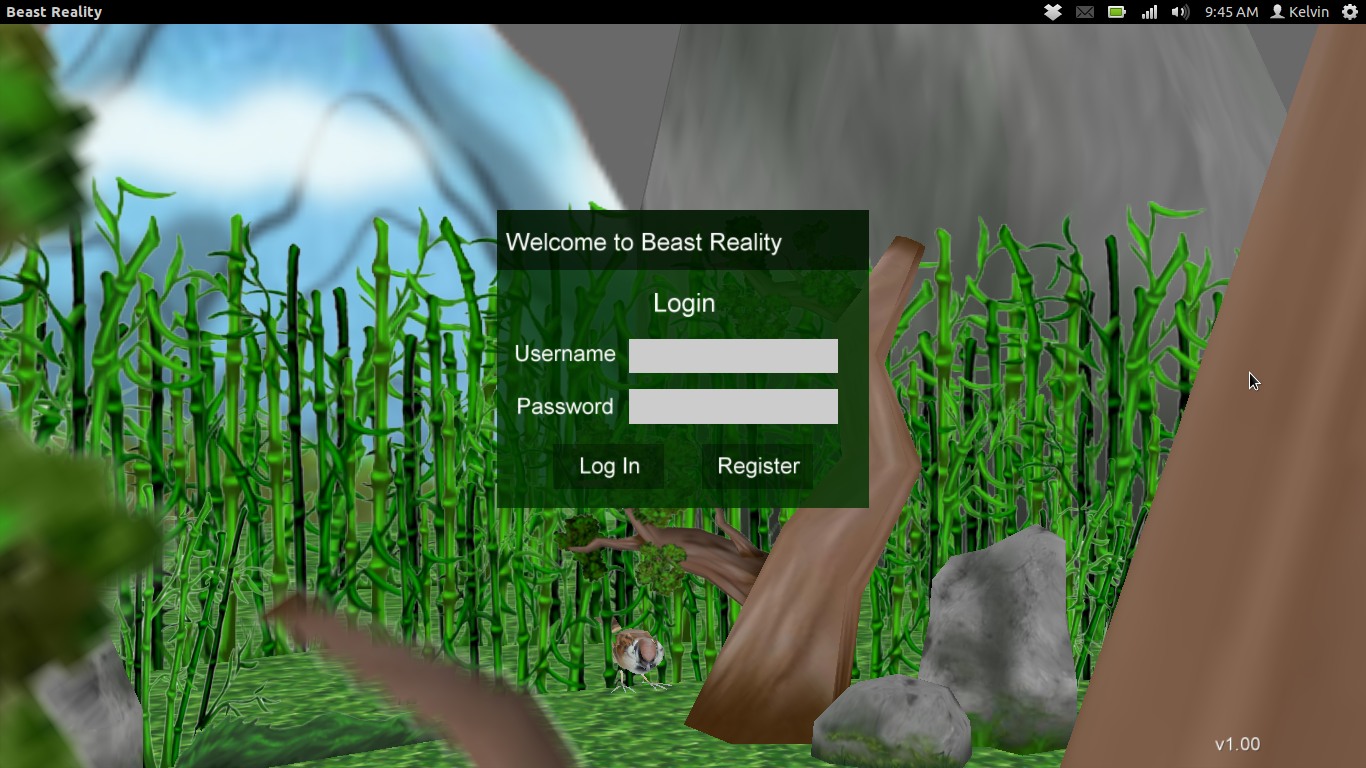 Beast Reality
9:45 AM Kelvin
Welcome to Beast Reality
Login
Username
Password
Log In Register
v1.00